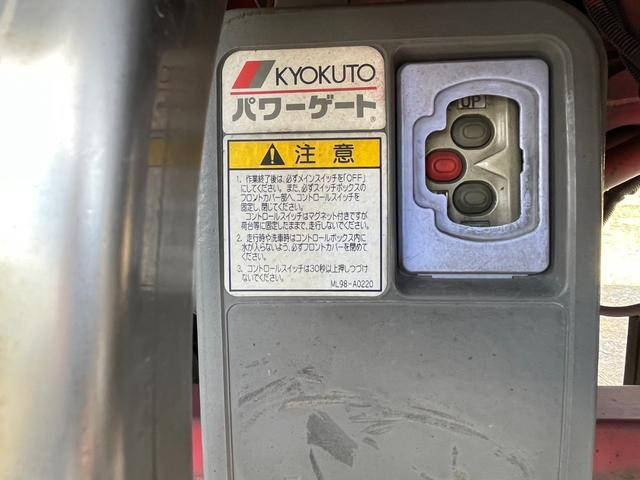 KYOKUTO
パワーゲート®
注意
1. 作業終了後は、必ずメインスイッチを「OFF」
にしてください。また、必ずスイッチボックスの
フロントカバー部へ、コントロールスイッチを
固定し、閉じてください。
コントロールスイッチはマグネット付きですが
荷台等に固定したままで、走行しないでください。
2. 走行時や洗車時はコントロールボックス内に
水が入らないよう、必ずフロントカバーを閉めて
ください。
3. コントロールスイッチは30秒以上押しつづけ
ないでください。
ML98-A0220
UP